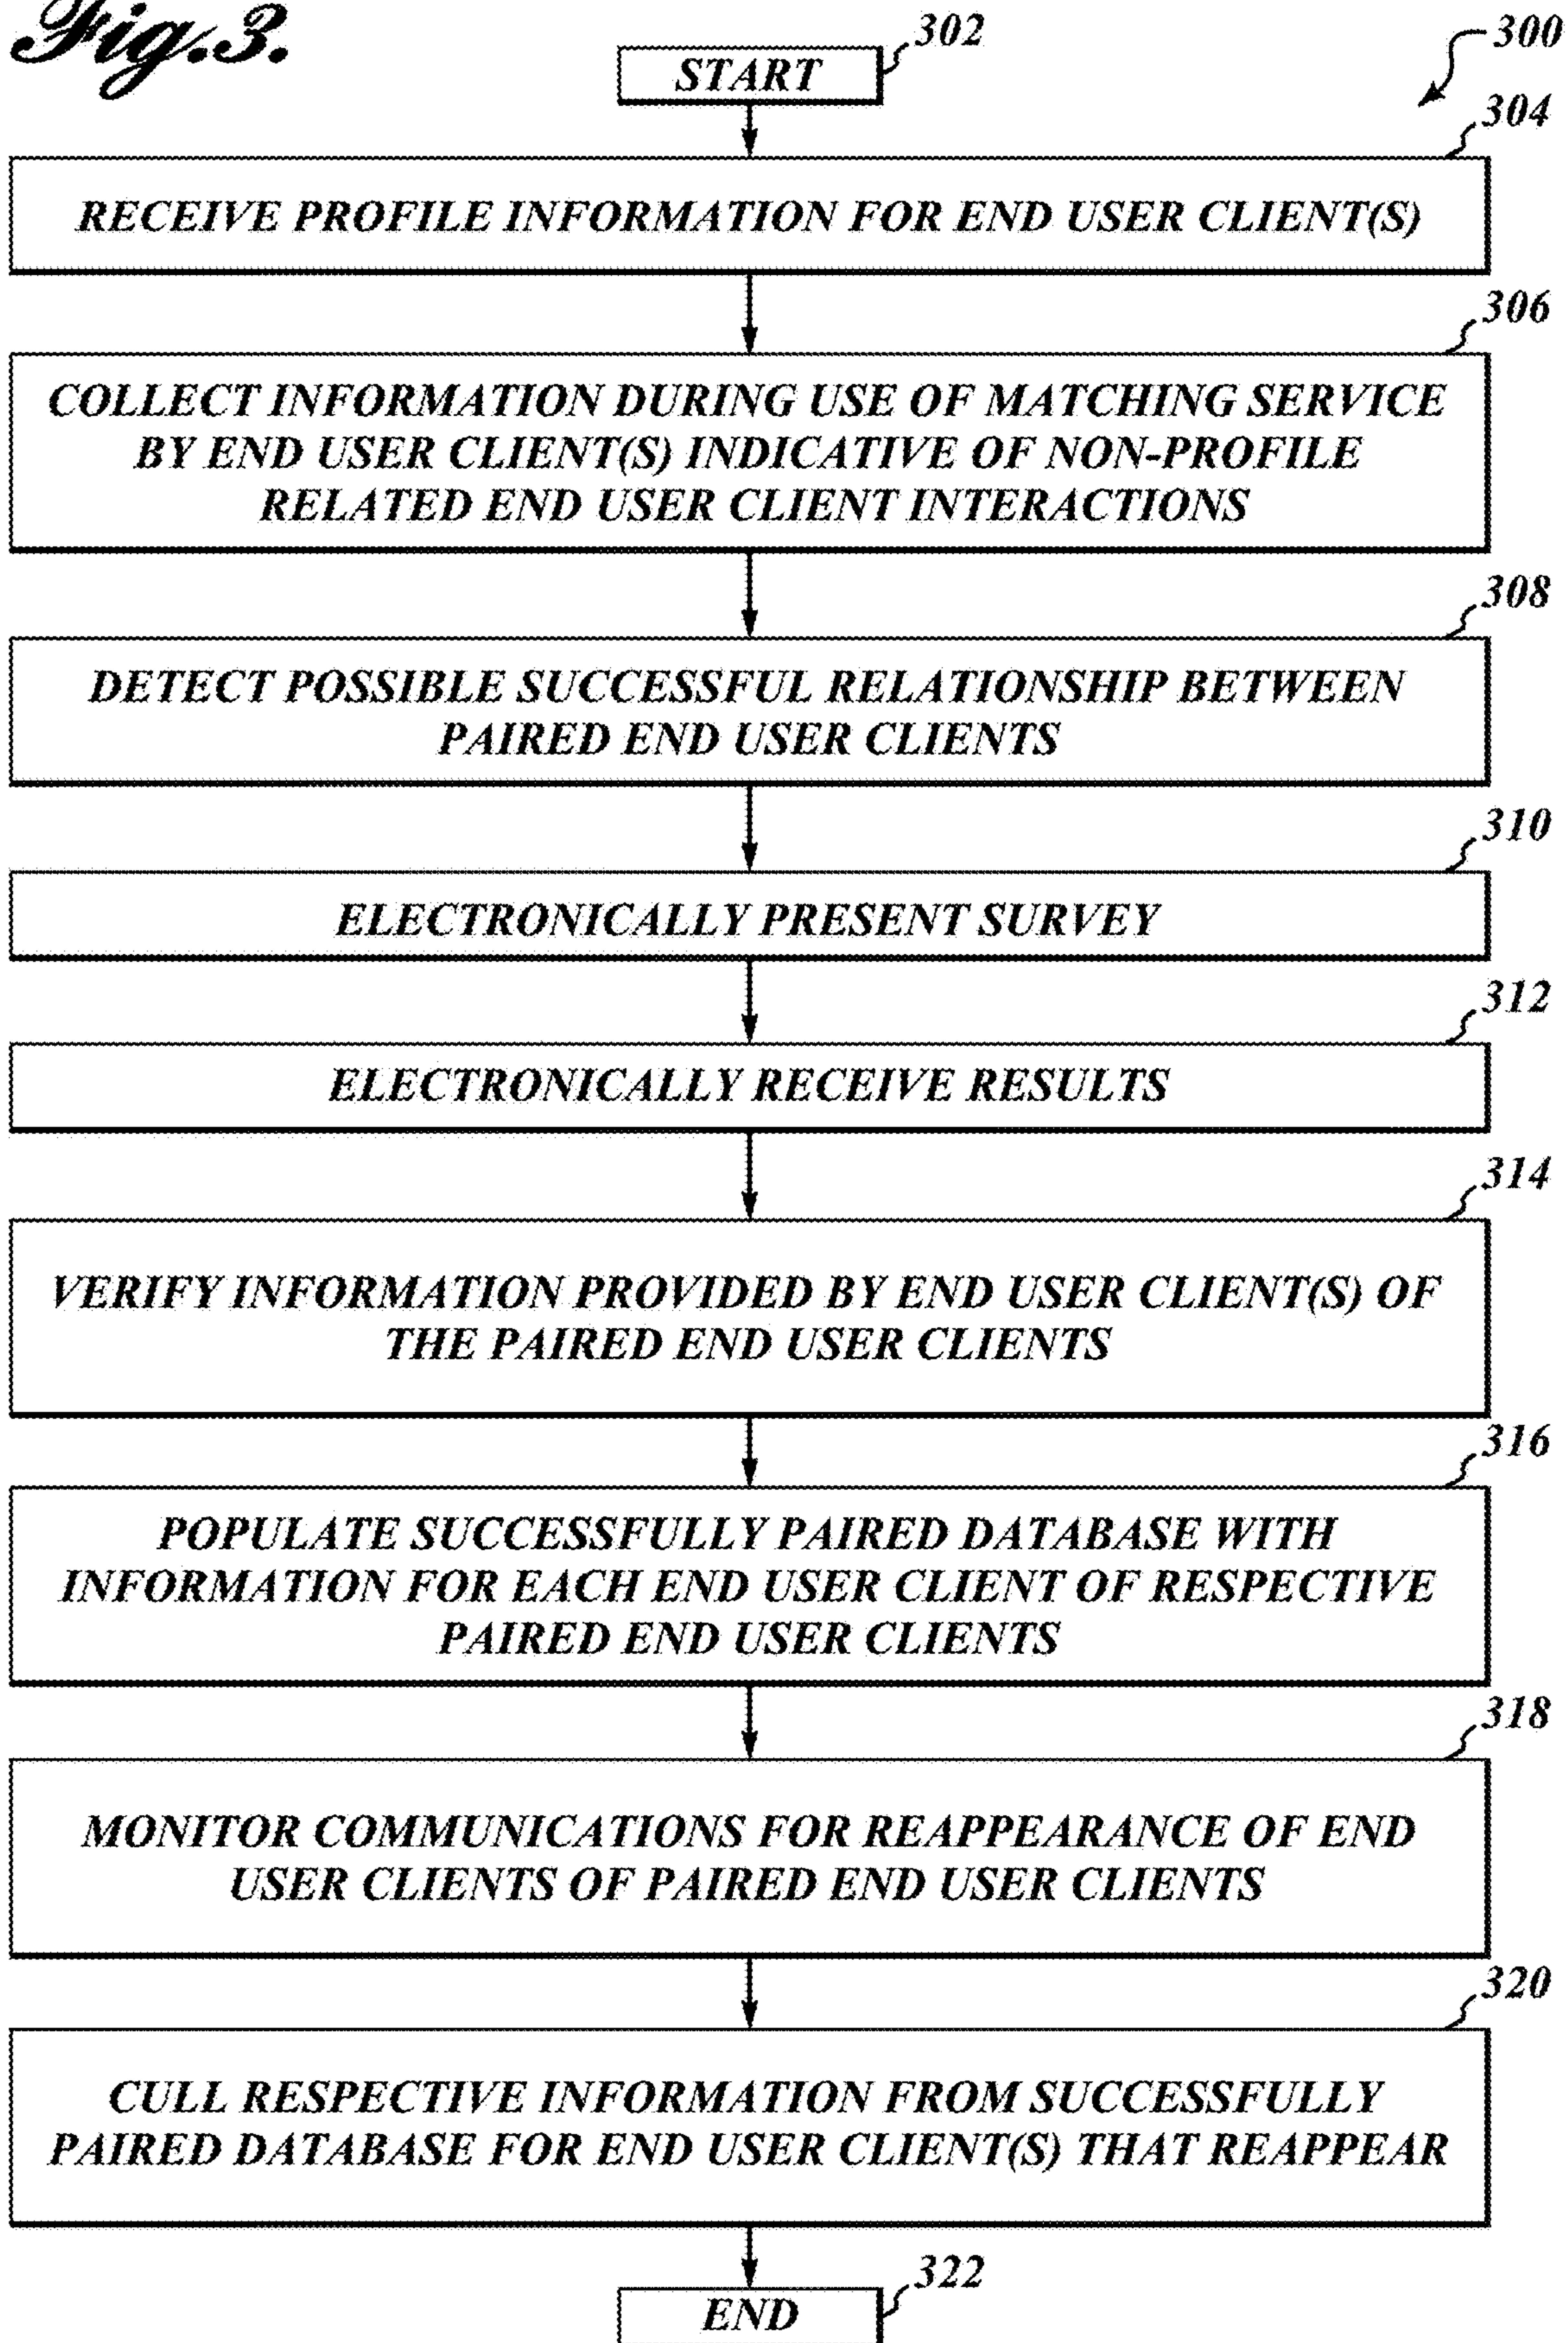 Fig.3.
302
START
300
304
RECEIVE PROFILE INFORMATION FOR END USER CLIENT(S)
306
COLLECT INFORMATION DURING USE OF MATCHING SERVICE
BY END USER CLIENT(S) INDICATIVE OF NON-PROFILE
RELATED END USER CLIENT INTERACTIONS
308
DETECT POSSIBLE SUCCESSFUL RELATIONSHIP BETWEEN
PAIRED END USER CLIENTS
310
ELECTRONICALLY PRESENT SURVEY
312
ELECTRONICALLY RECEIVE RESULTS
314
VERIFY INFORMATION PROVIDED BY END USER CLIENT(S) OF
THE PAIRED END USER CLIENTS
316
POPULATE SUCCESSFULLY PAIRED DATABASE WITH
INFORMATION FOR EACH END USER CLIENT OF RESPECTIVE
PAIRED END USER CLIENTS
318
MONITOR COMMUNICATIONS FOR REAPPEARANCE OF END
USER CLIENTS OF PAIRED END USER CLIENTS
320
CULL RESPECTIVE INFORMATION FROM SUCCESSFULLY
PAIRED DATABASE FOR END USER CLIENT(S) THAT REAPPEAR
322
END